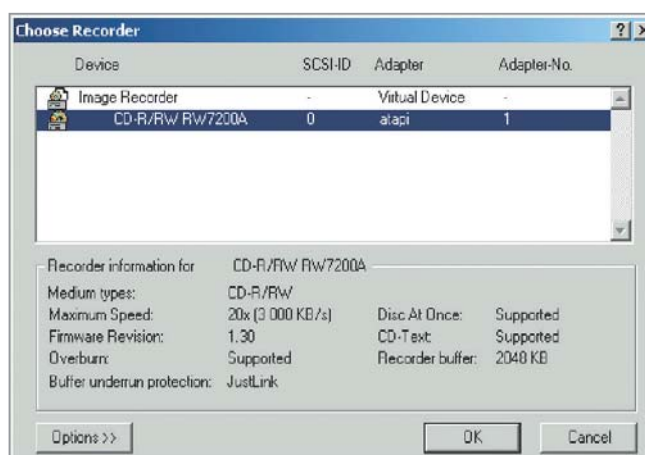 Choose Recorder
Device SCSI-ID Adapter Adapter-No.
Image Recorder - Virtual Device -
CD-R/RW RW7200A 0 atapi 1
Recorder information for CD-R/RW RW7200A
Medium types: CD-R/RW
Maximum Speed: 20x (3 000 KB/s) Disc At Once: Supported
Firmware Revision: 1.30 CD-Text: Supported
Overburn: Supported Recorder buffer: 2048 KB
Buffer underrun protection: JustLink
Options >> OK Cancel